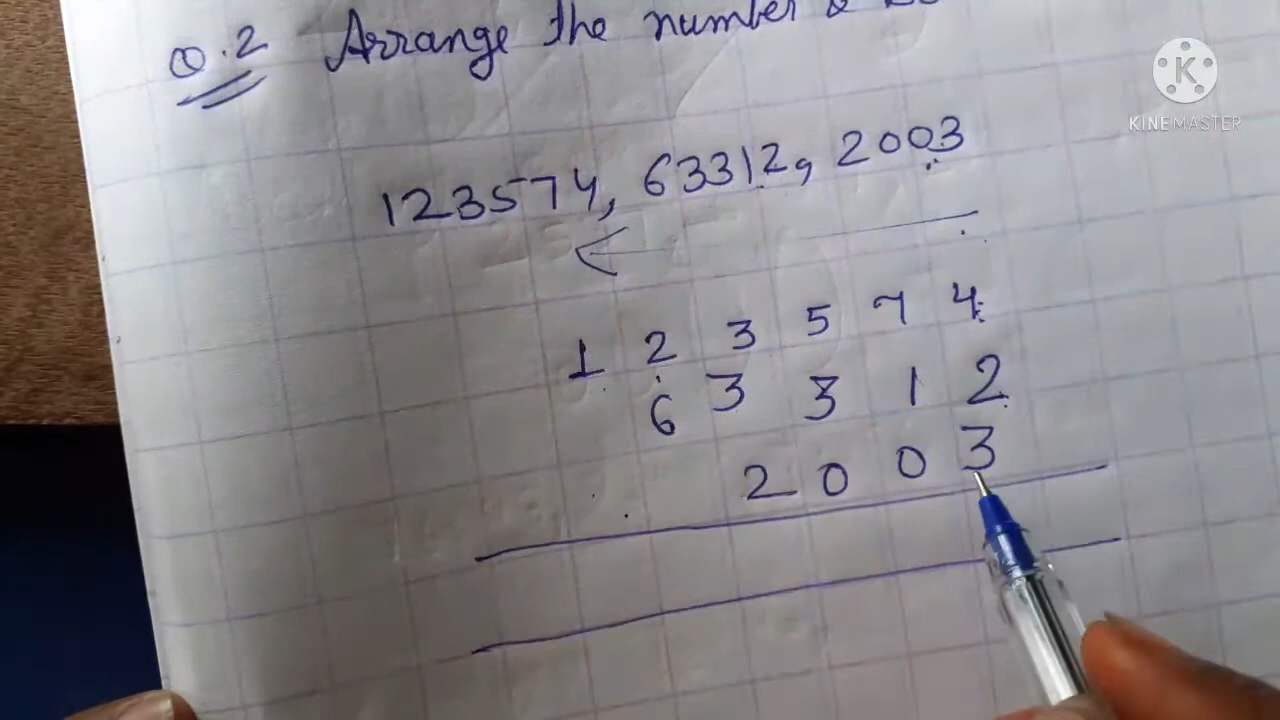 Q.2 Arrange the number &
K
KINEMASTER
123574, 63312, 2003
1 2 3 5 7 4
6 3 3 1 2
2 0 0 3